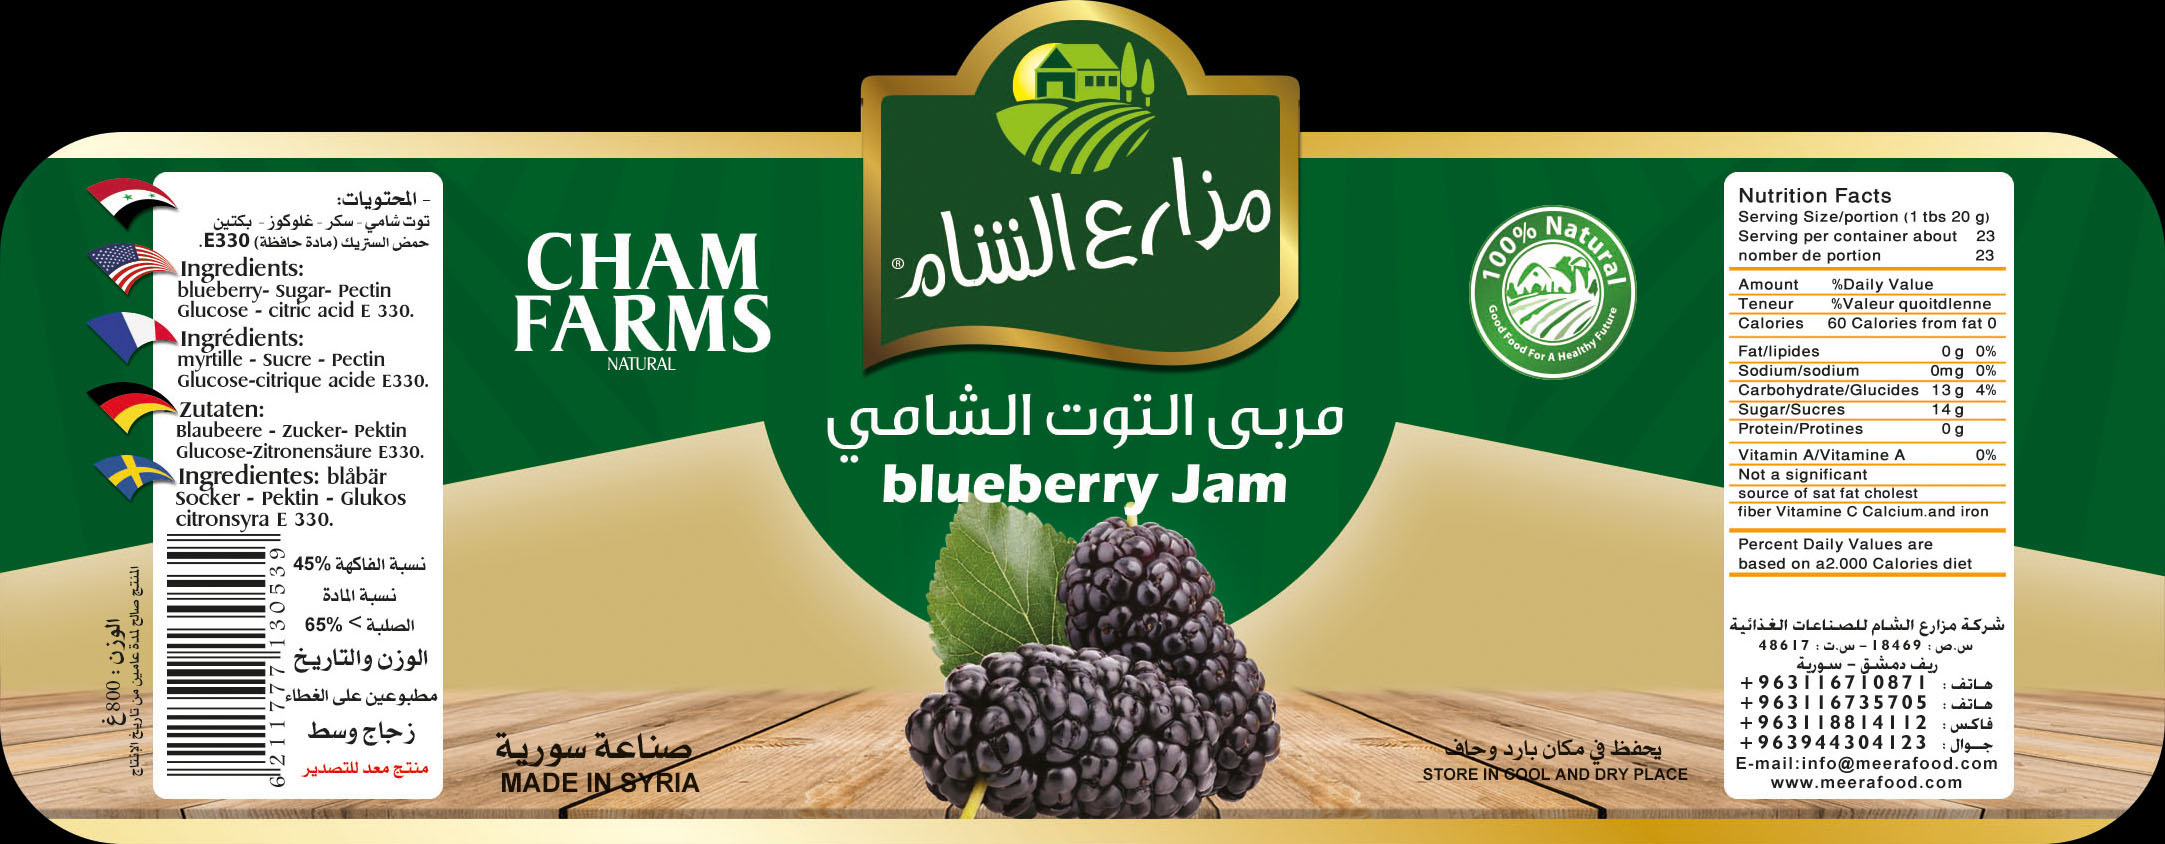 - المحتويات:
توت شامي - سكر - غلوكوز - بكتين
حمض الستريك (مادة حافظة) E330.
Ingredients:
blueberry- Sugar- Pectin
Glucose - citric acid E 330.
Ingrédients:
myrtille - Sucre - Pectin
Glucose-citrique acide E330.
Zutaten:
Blaubeere - Zucker- Pektin
Glucose-Zitronensäure E330.
Ingredientes: blåbär
Socker - Pektin - Glukos
citronsyra E 330.
6211777130539
نسبة الفاكهة 45%
نسبة المادة
الصلبة > 65%
الوزن والتاريخ
مطبوعين على الغطاء
زجاج وسط
منتج معد للتصدير
الوزن : 800غ
المنتج صالح لمدة عامين من تاريخ الإنتاج
CHAM
FARMS
NATURAL
صناعة سورية
MADE IN SYRIA
مزارع الشام
®
مربى التوت الشامي
blueberry Jam
100% Natural
Good Food For A Healthy Future
يحفظ في مكان بارد وجاف
STORE IN COOL AND DRY PLACE
Nutrition Facts
Serving Size/portion (1 tbs 20 g)
Serving per container about 23
nomber de portion 23
Amount %Daily Value
Teneur %Valeur quoitdlenne
Calories 60 Calories from fat 0
Fat/lipides 0 g 0%
Sodium/sodium 0mg 0%
Carbohydrate/Glucides 13 g 4%
Sugar/Sucres 14 g
Protein/Protines 0 g
Vitamin A/Vitamine A 0%
Not a significant
source of sat fat cholest
fiber Vitamine C Calcium.and iron
Percent Daily Values are
based on a2.000 Calories diet
شركة مزارع الشام للصناعات الغذائية
س.ص : 18469 - س.ت : 48617
ريف دمشق - سورية
هاتف : +963116710871
هاتف : +963116735705
فاكس : +963118814112
جوال : +963944304123
E-mail:info@meerafood.com
www.meerafood.com